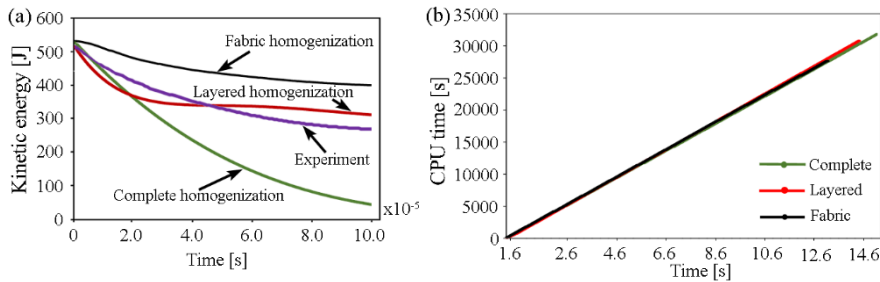 (a)
600
500
400
300
200
100
0
Kinetic energy [J]
Fabric homogenization
Layered homogenization
Experiment
Complete homogenization
0
2.0
4.0
6.0
8.0
10.0
x10-5
Time [s]
(b)
35000
30000
25000
20000
15000
10000
5000
0
CPU time [s]
Complete
Layered
Fabric
1.6
2.6
4.6
6.6
8.6
10.6
12.6
14.6
Time [s]